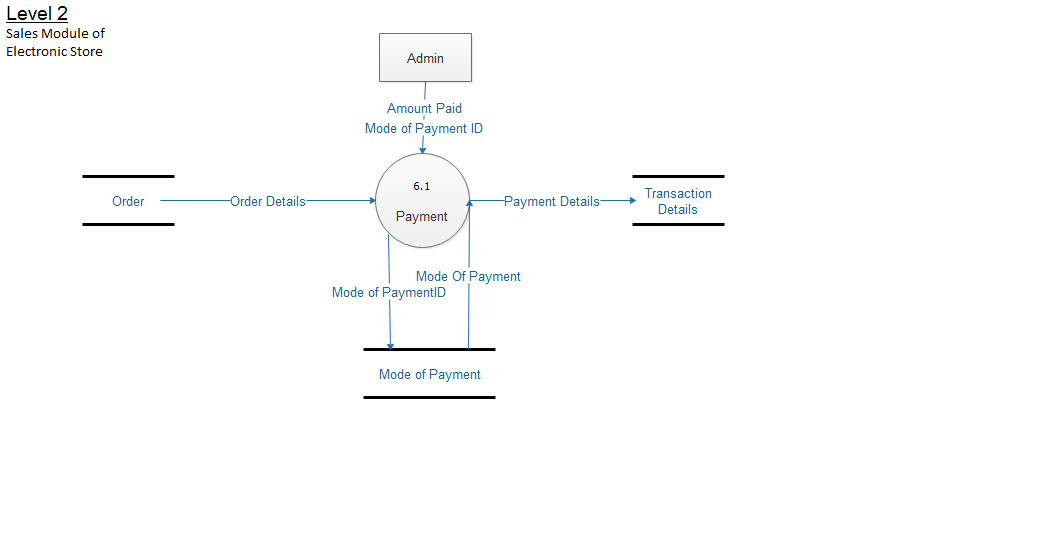 Level 2
Sales Module of
Electronic Store
Admin
Amount Paid
Mode of Payment ID
6.1
Payment
Order
Order Details
Payment Details
Transaction
Details
Mode Of Payment
Mode of PaymentID
Mode of Payment